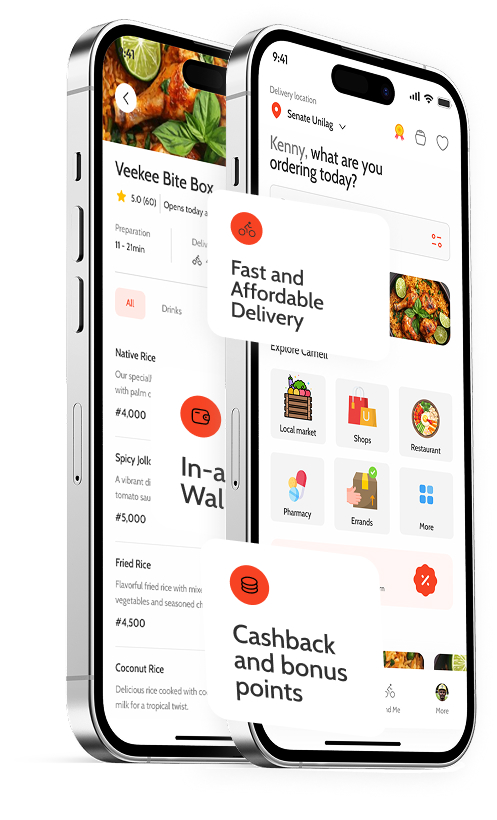 :41
Veekee Bite Box
5.0 (60)
Opens today a
Preparation
11 - 21min
Deliv
All
Drinks
Native Rice
Our special
with palm
#4,000
Spicy Joll
A vibrant di
tomato sau
#5,000
Fried Rice
Flavorful fried rice with mixe
vegetables and seasoned ch
#4,500
Coconut Rice
Delicious rice cooked with co
milk for a tropical twist.
In-a
Wal
9:41
Delivery location
Senate Unilag
Kenny, what are you
ordering today?
Fast and
Affordable
Delivery
Explore Carnell
Local market
Shops
Restaurant
Pharmacy
Errands
More
Cashback
and bonus
points
nd Me
More